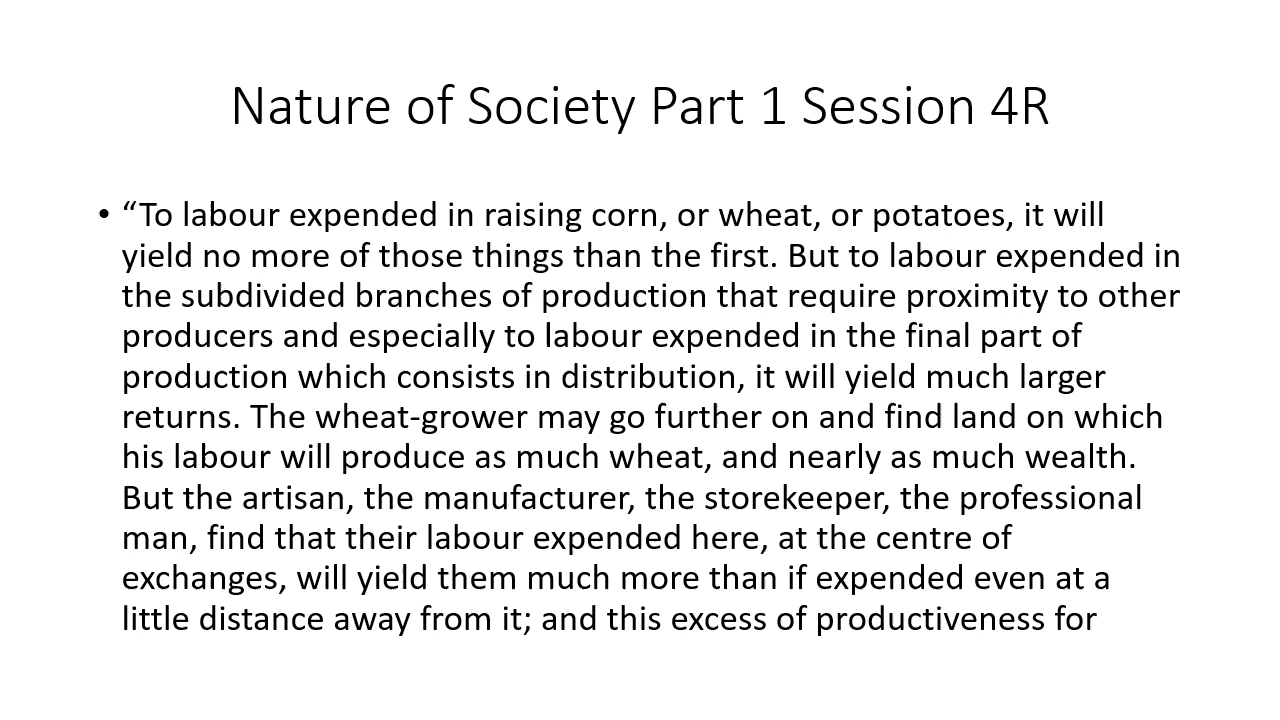 Nature of Society Part 1 Session 4R
• “To labour expended in raising corn, or wheat, or potatoes, it will
yield no more of those things than the first. But to labour expended in
the subdivided branches of production that require proximity to other
producers and especially to labour expended in the final part of
production which consists in distribution, it will yield much larger
returns. The wheat-grower may go further on and find land on which
his labour will produce as much wheat, and nearly as much wealth.
But the artisan, the manufacturer, the storekeeper, the professional
man, find that their labour expended here, at the centre of
exchanges, will yield them much more than if expended even at a
little distance away from it; and this excess of productiveness for